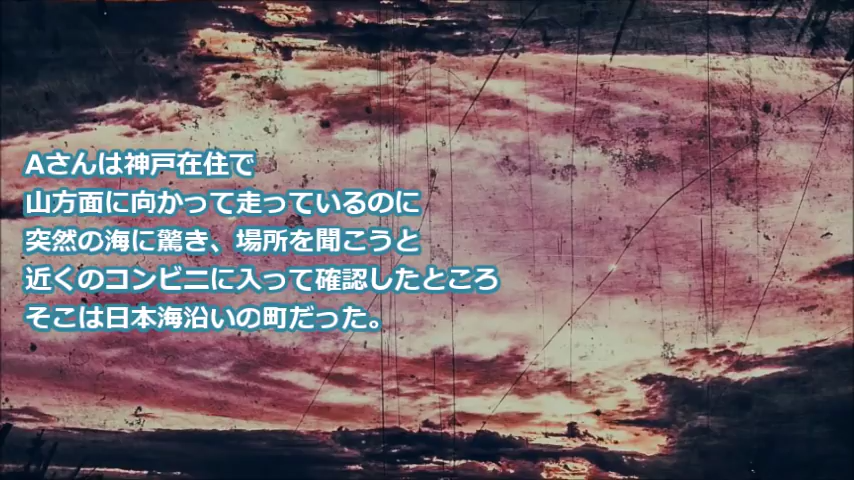 Aさんは神戸在住で
山方面に向かって走っているのに
突然の海に驚き、場所を聞こうと
近くのコンビニに入って確認したところ
そこは日本海沿いの町だった。